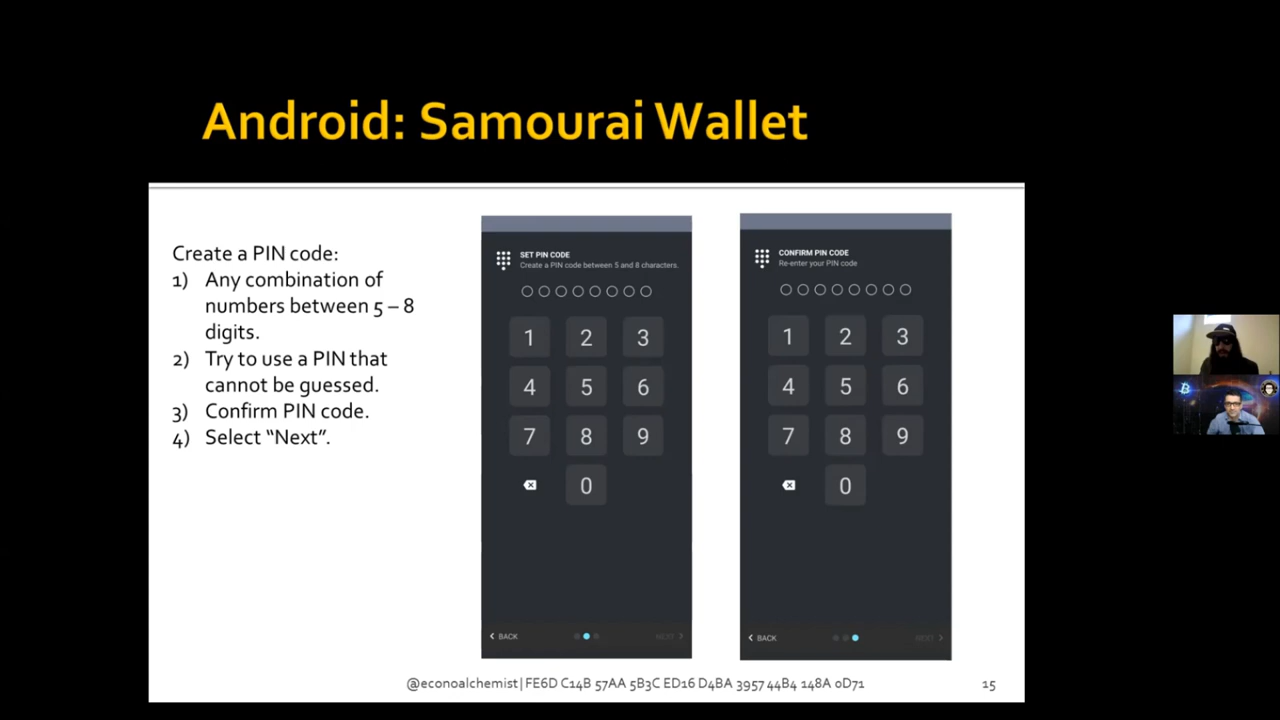 Android: Samourai Wallet
Create a PIN code:
1) Any combination of
numbers between 5 – 8
digits.
2) Try to use a PIN that
cannot be guessed.
3) Confirm PIN code.
4) Select “Next”.
SET PIN CODE
Create a PIN code between 5 and 8 characters.
1 2 3
4 5 6
7 8 9
0
BACK
NEXT
CONFIRM PIN CODE
Re-enter your PIN code
1 2 3
4 5 6
7 8 9
0
BACK
NEXT
@econoalchemist| FE6D C14B 57AA 5B3C ED16 D4BA 3957 44B4 148A 0D71
15